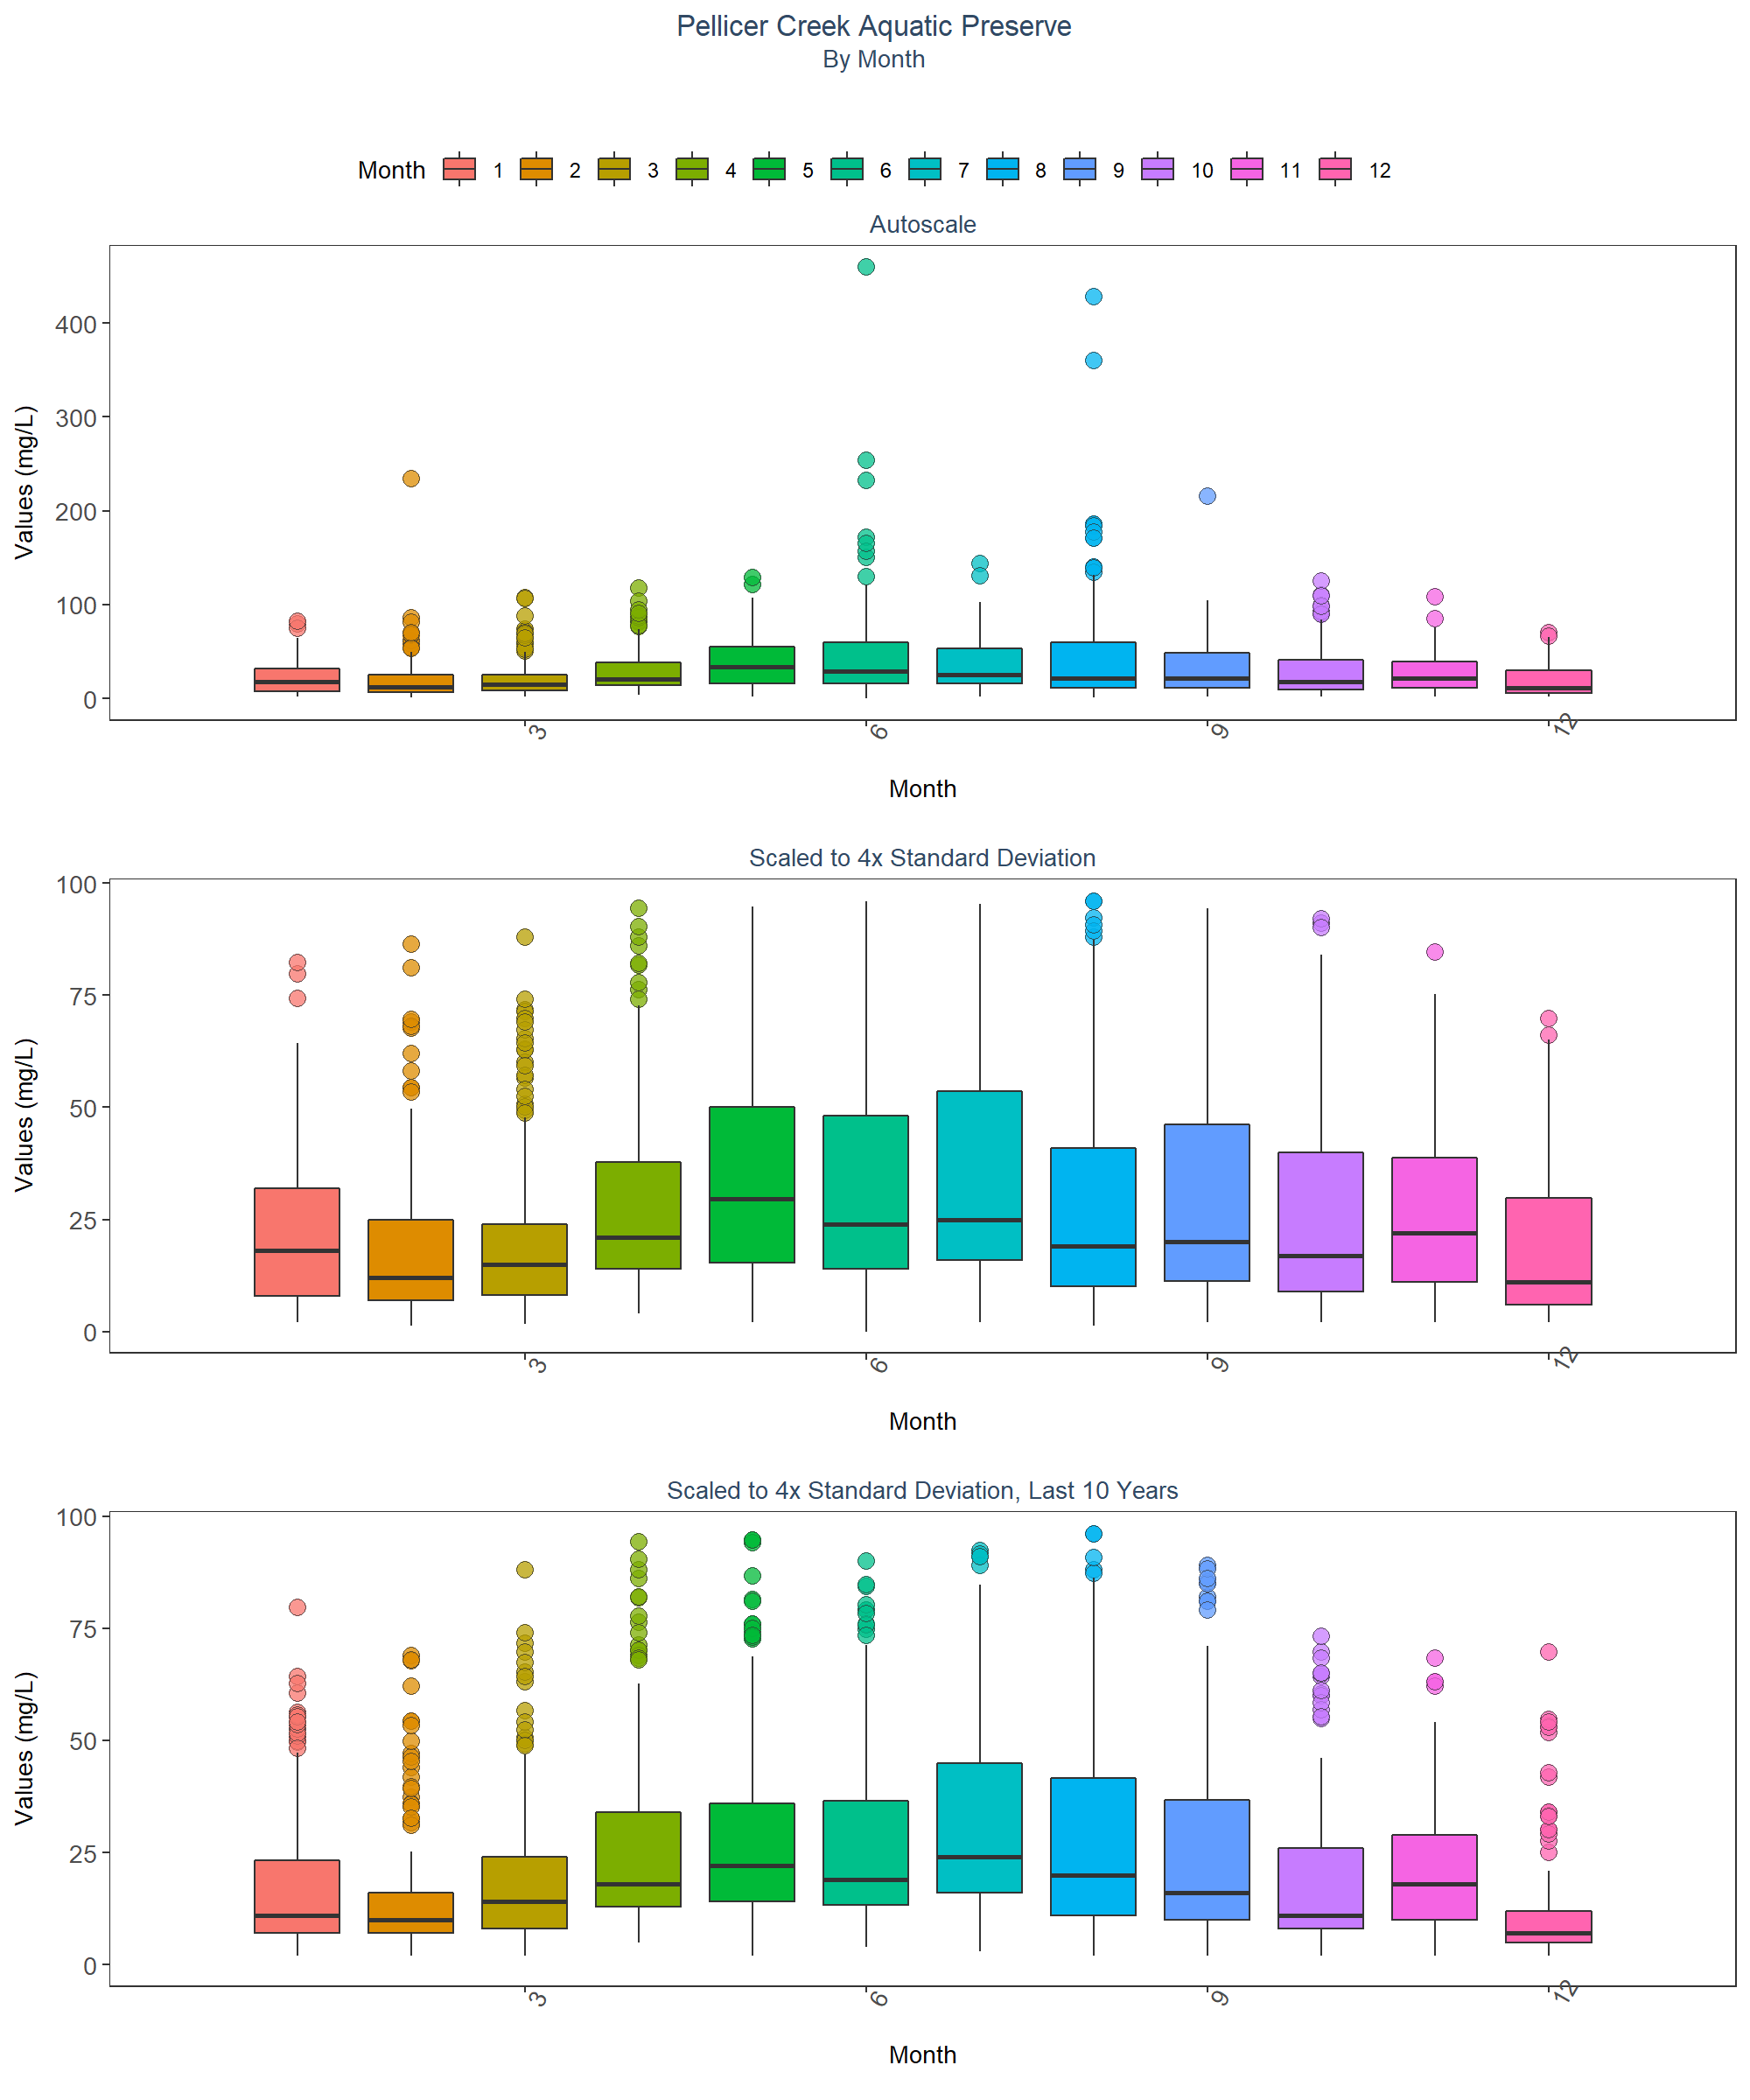 Pellicer Creek Aquatic Preserve
By Month
Month 1 2 3 4 5 6 7 8 9 10 11 12
Autoscale
Values (mg/L)
400
300
200
100
0
3 6 9 12
Month
Scaled to 4x Standard Deviation
Values (mg/L)
100
75
50
25
0
3 6 9 12
Month
Scaled to 4x Standard Deviation, Last 10 Years
Values (mg/L)
100
75
50
25
0
3 6 9 12
Month